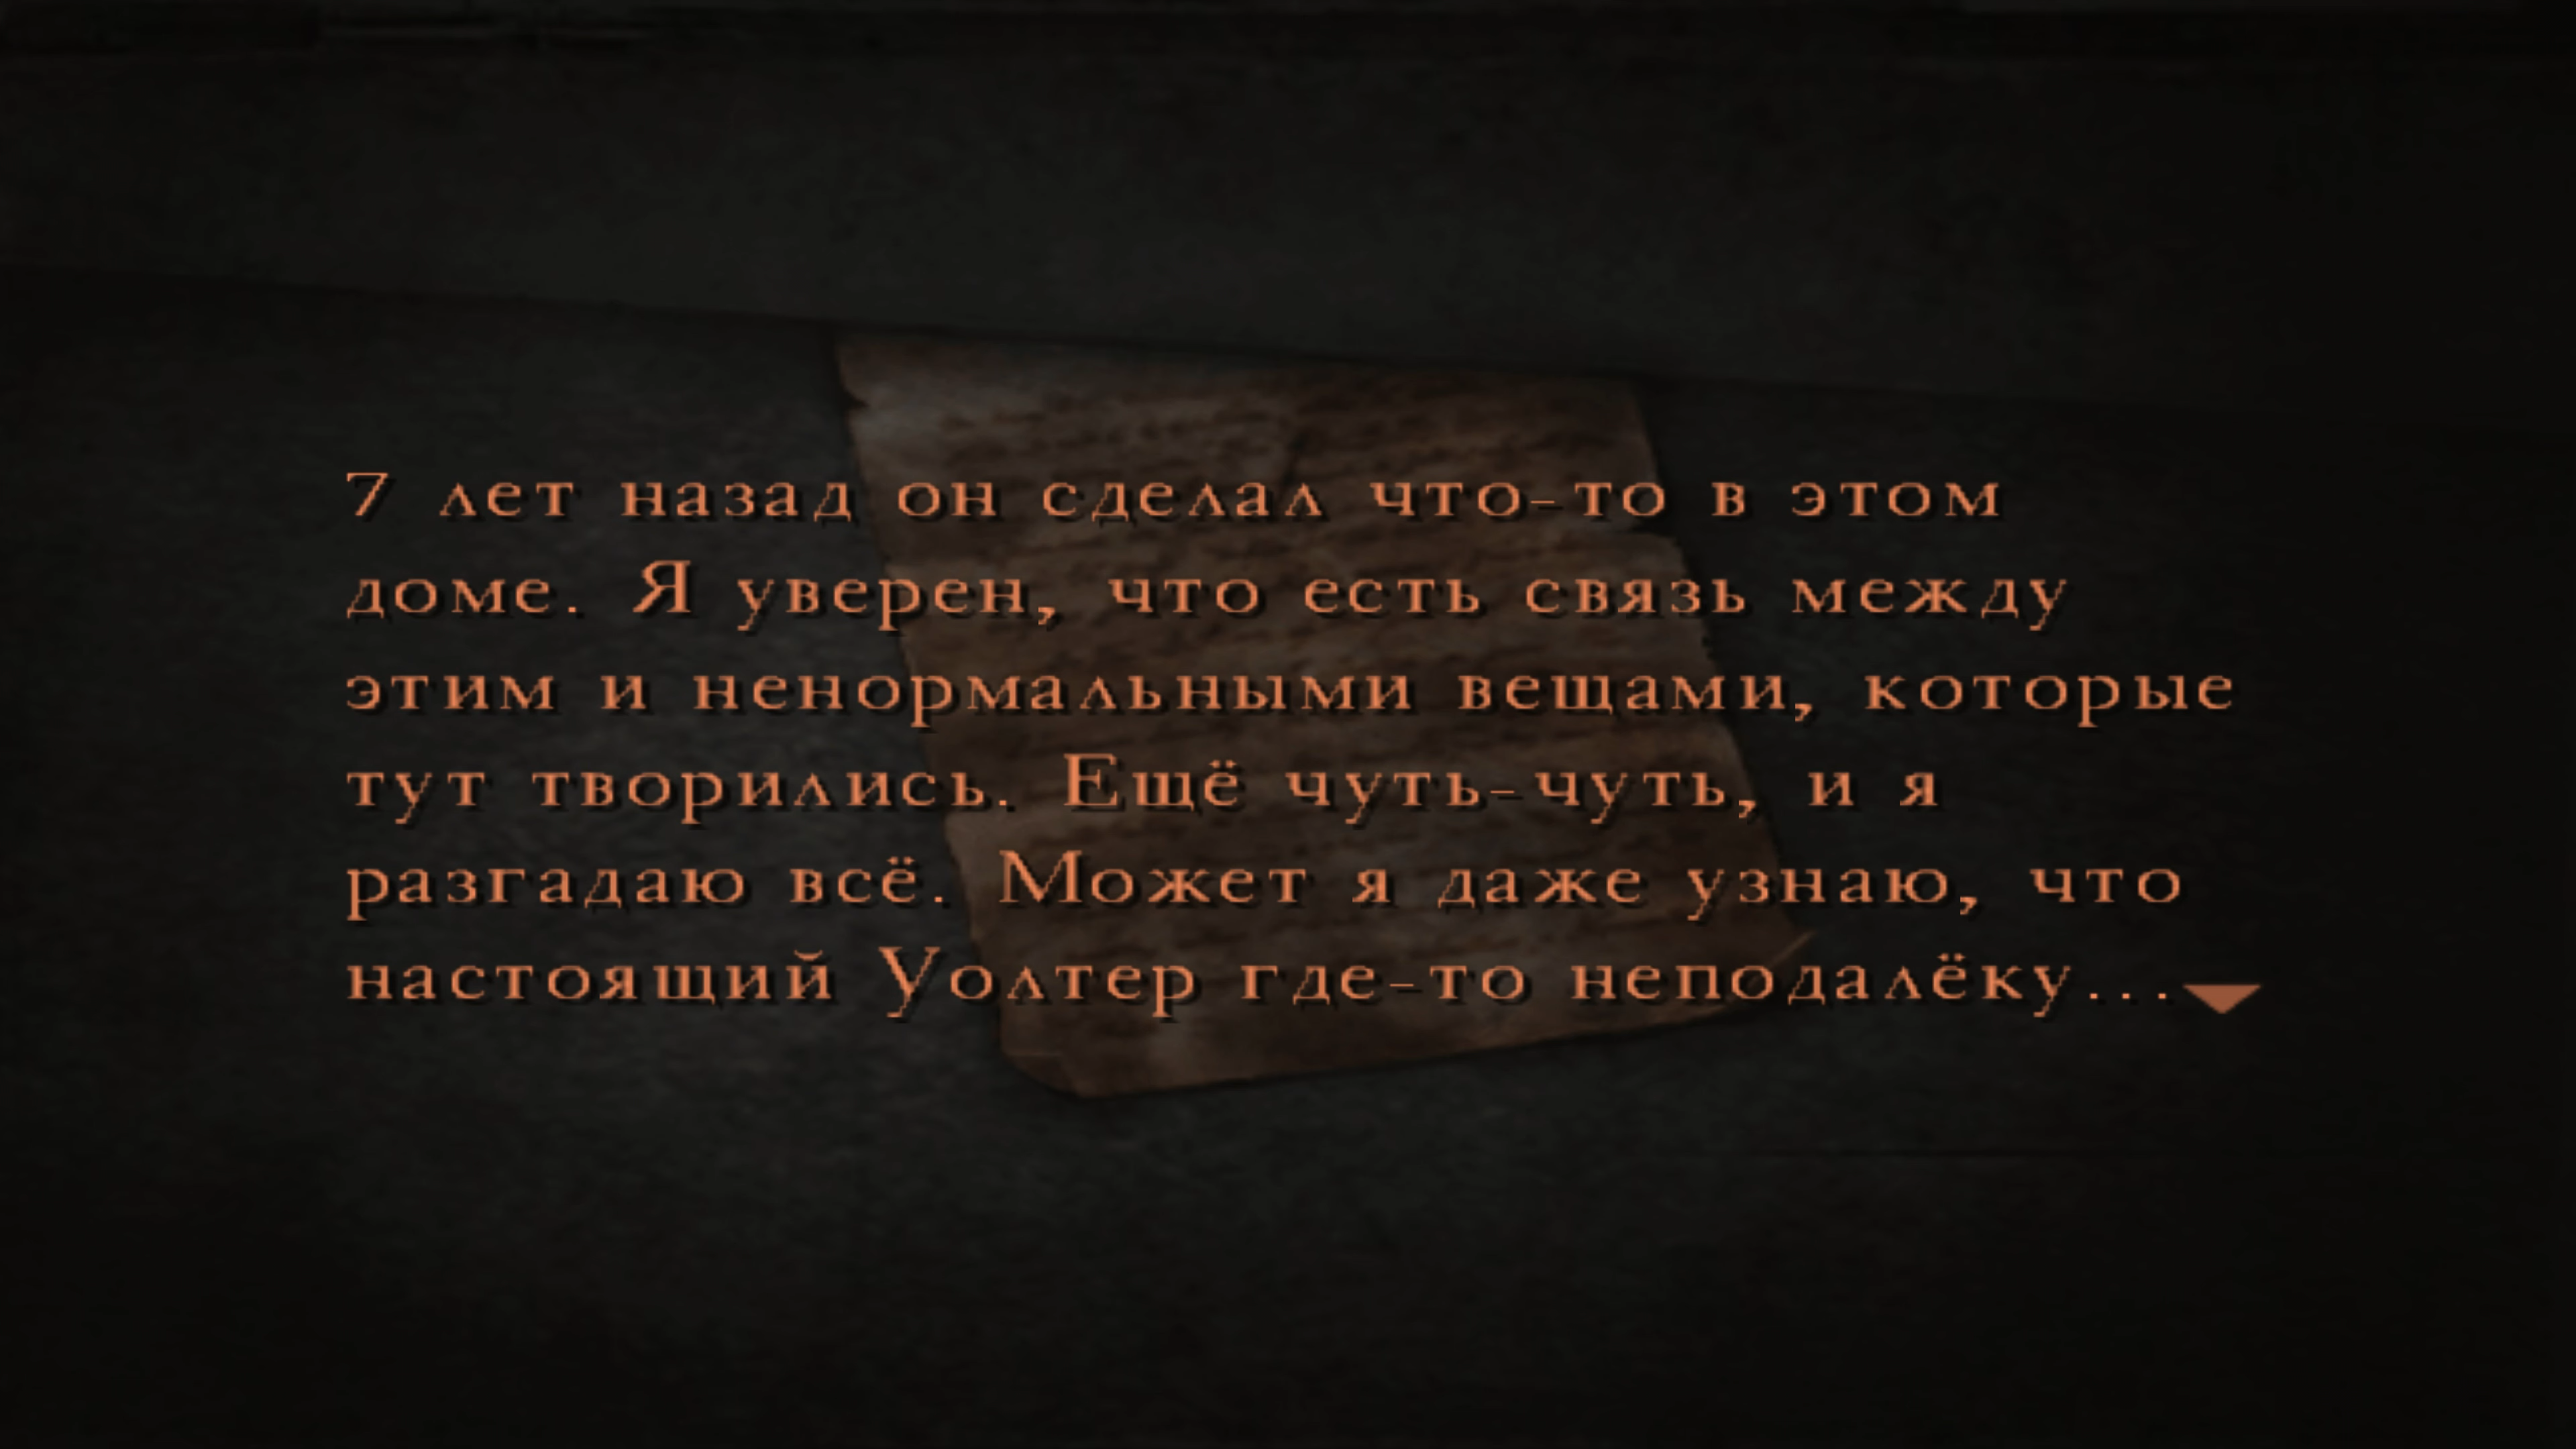 7 лет назад он сделал что-то в этом
доме. Я уверен, что есть связь между
этим и ненормальными вещами, которые
тут творились. Ещё чуть-чуть, и я
разгадаю всё. Может я даже узнаю, что
настоящий Уолтер где-то неподалёку...